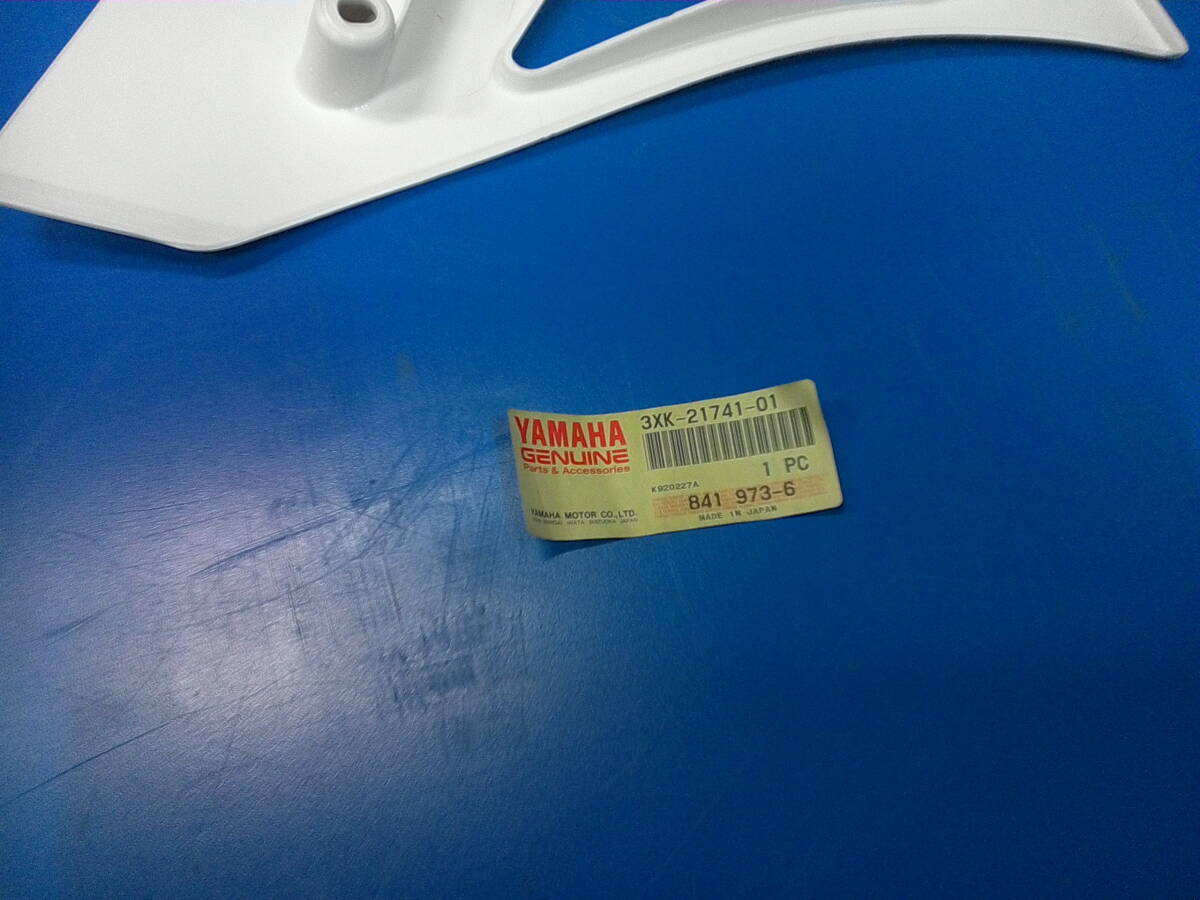 YAMAHA
GENUINE
Parts & Accessories
3XK-21741-01
1 PC
K920227A
841 973-6
YAMAHA MOTOR CO.,LTD.
MADE IN JAPAN